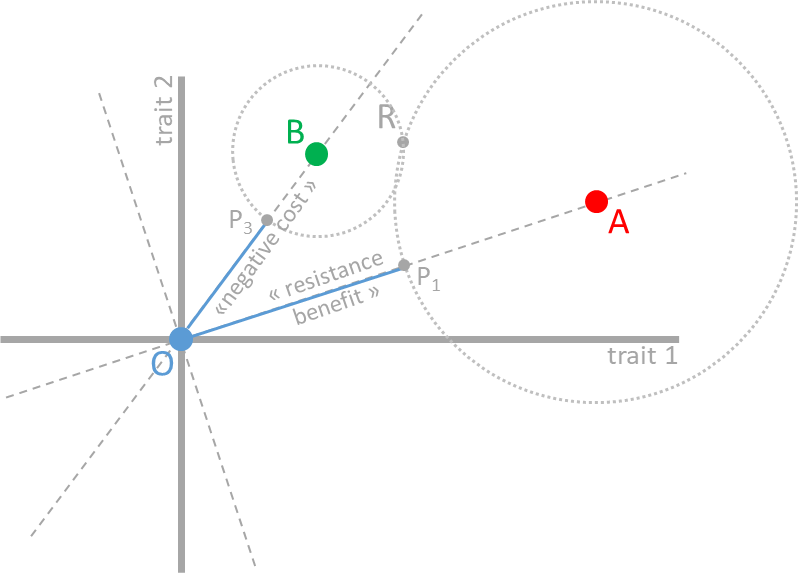 trait 2
B
R
A
P3
«negative cost »
« resistance
benefit »
P1
O
trait 1